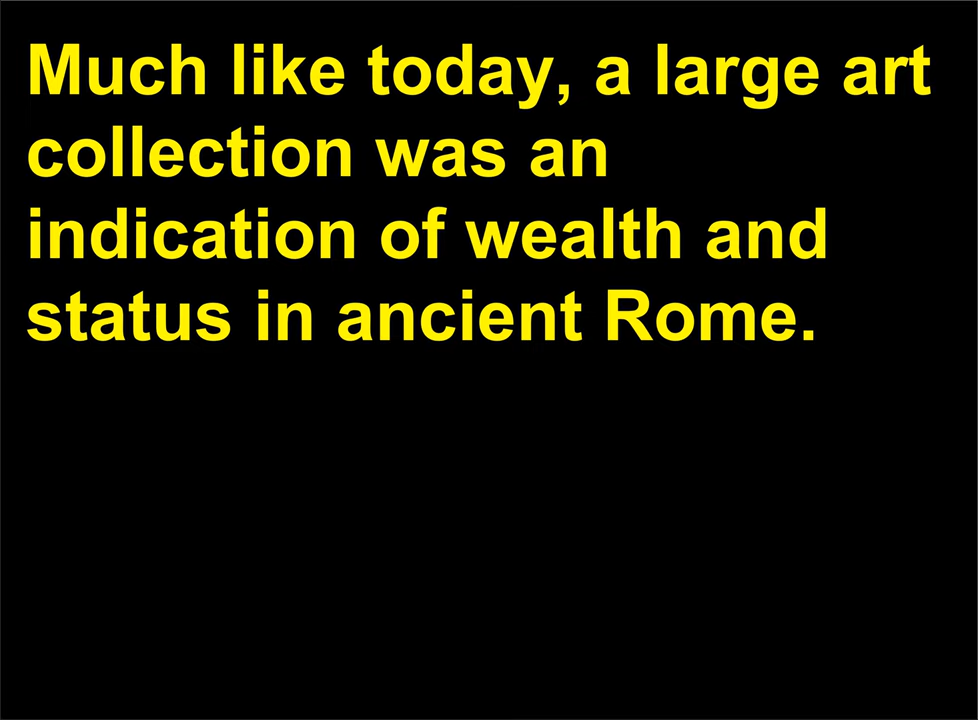 Much like today, a large art
collection was an
indication of wealth and
status in ancient Rome.